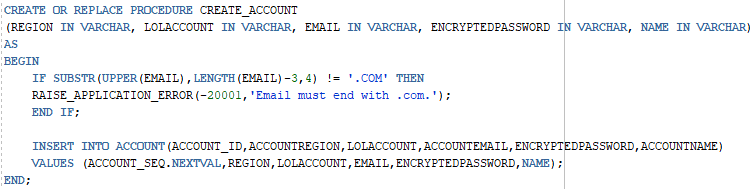 CREATE OR REPLACE PROCEDURE CREATE_ACCOUNT
(REGION IN VARCHAR, LOLACCOUNT IN VARCHAR, EMAIL IN VARCHAR, ENCRYPTEDPASSWORD IN VARCHAR, NAME IN VARCHAR)
AS
BEGIN
IF SUBSTR(UPPER(EMAIL),LENGTH(EMAIL)-3,4) != '.COM' THEN
RAISE_APPLICATION_ERROR(-20001,'Email must end with .com.');
END IF;
INSERT INTO ACCOUNT(ACCOUNT_ID,ACCOUNTREGION,LOLACCOUNT,ACCOUNTEMAIL,ENCRYPTEDPASSWORD,ACCOUNTNAME)
VALUES (ACCOUNT_SEQ.NEXTVAL,REGION,LOLACCOUNT,EMAIL,ENCRYPTEDPASSWORD,NAME);
END;